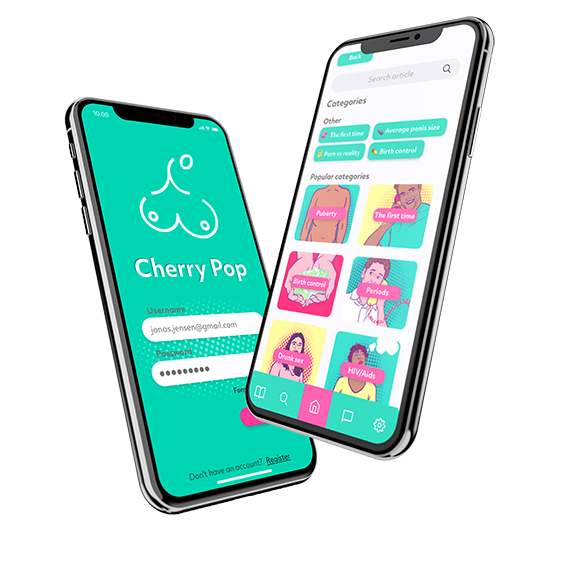 10:00
Cherry Pop
Username
jonas.jensen@gmail.com
Password
Don't have an account? Register
Back
Search article
Categories
Other
The first time
Average penis size
Porn vs reality
Birth control
Popular categories
Puberty
The first time
Birth control
Periods
Drunk sex
HIV/Aids